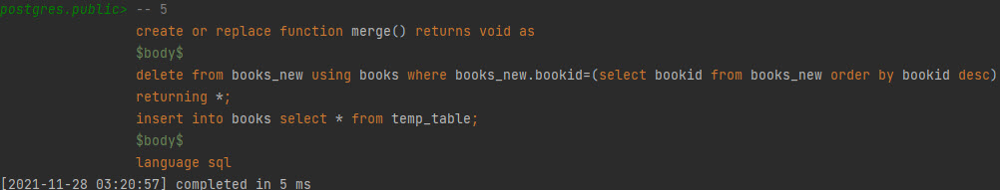 postgres.public> -- 5
create or replace function merge() returns void as
$body$
delete from books_new using books where books_new.bookid=(select bookid from books_new order by bookid desc)
returning *;
insert into books select * from temp_table;
$body$
language sql
[2021-11-28 03:20:57] completed in 5 ms